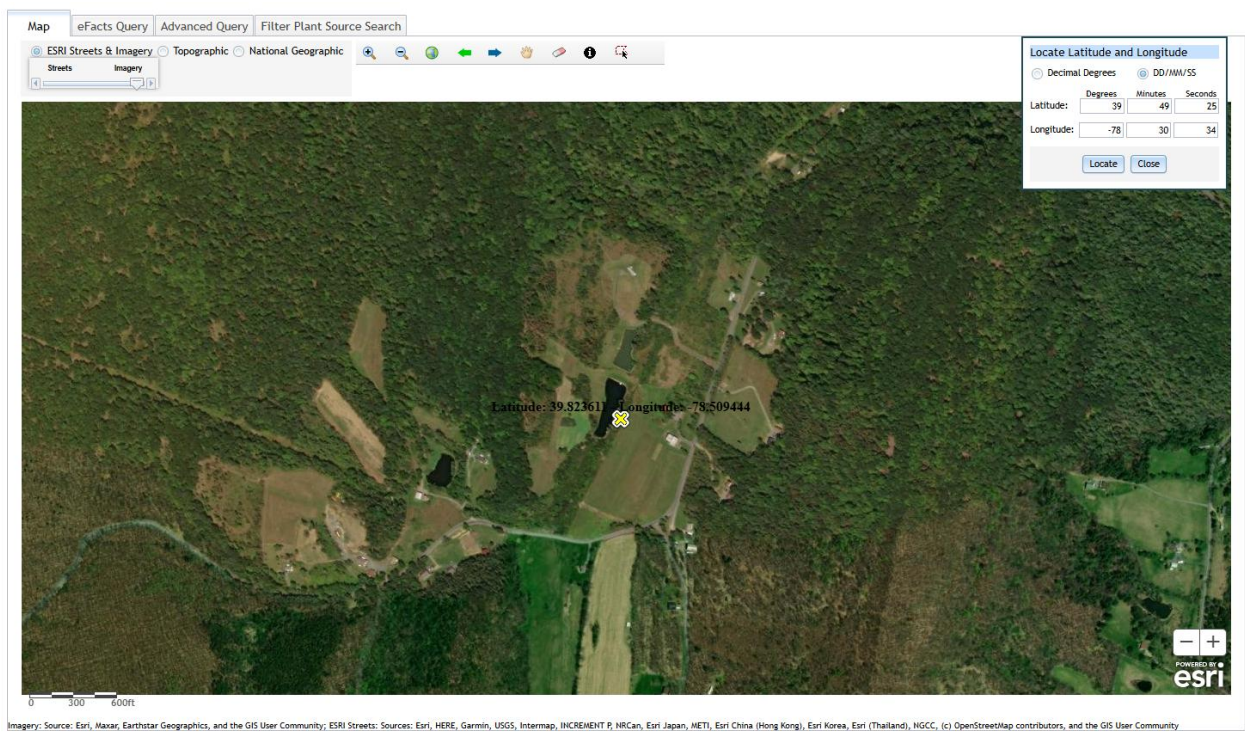 Map eFacts Query Advanced Query Filter Plant Source Search
ESRI Streets & Imagery Topographic National Geographic
Streets Imagery
Locate Latitude and Longitude
Decimal Degrees DD/MM/SS
Degrees Minutes Seconds
Latitude: 39 49 25
Longitude: -78 30 34
Locate Close
Latitude: 39.823611 Longitude: -78.509444
POWERED BY
esri
0 300 600ft
Imagery: Source: Esri, Maxar, Earthstar Geographics, and the GIS User Community; ESRI Streets: Sources: Esri, HERE, Garmin, USGS, Intermap, INCREMENT P, NRCan, Esri Japan, METI, Esri China (Hong Kong), Esri Korea, Esri (Thailand), NGCC, (c) OpenStreetMap contributors, and the GIS User Community